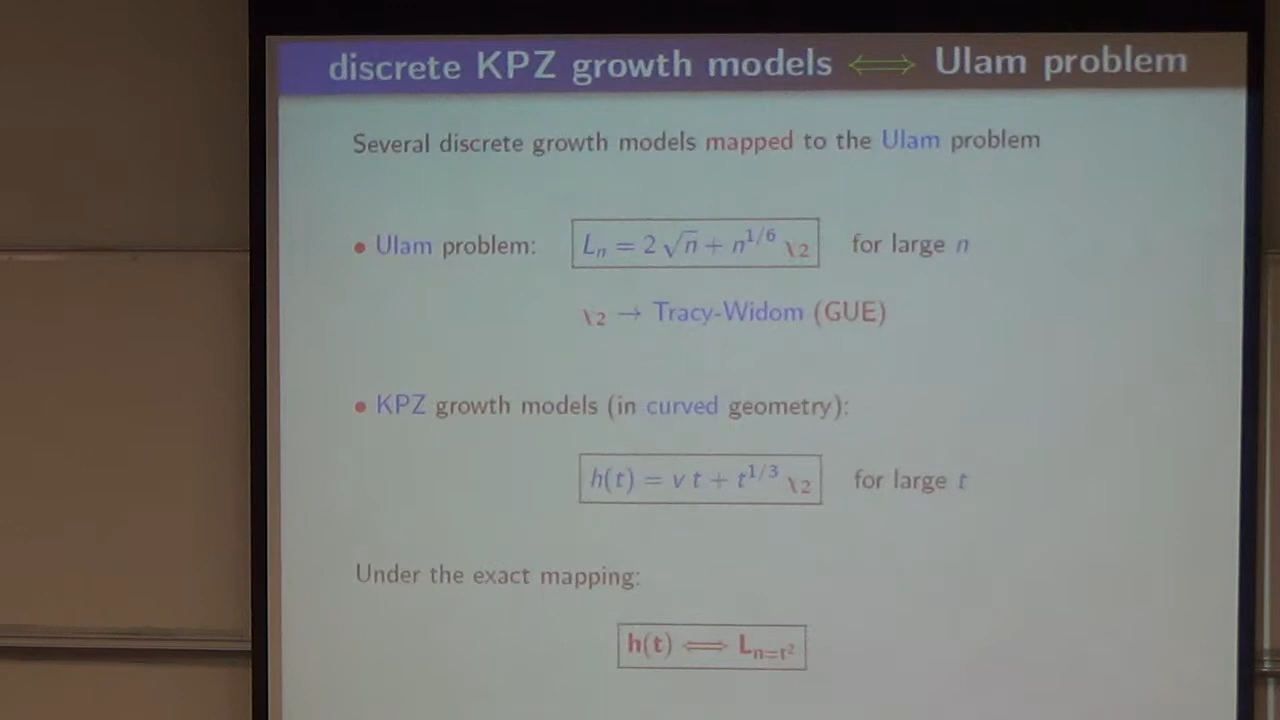 discrete KPZ growth models ⟺ Ulam problem
Several discrete growth models mapped to the Ulam problem
• Ulam problem: Lₙ = 2 √n + n^{1/6} χ₂ for large n
χ₂ → Tracy-Widom (GUE)
• KPZ growth models (in curved geometry):
h(t) = v t + t^{1/3} χ₂ for large t
Under the exact mapping:
h(t) ⟺ L_{n=t²}